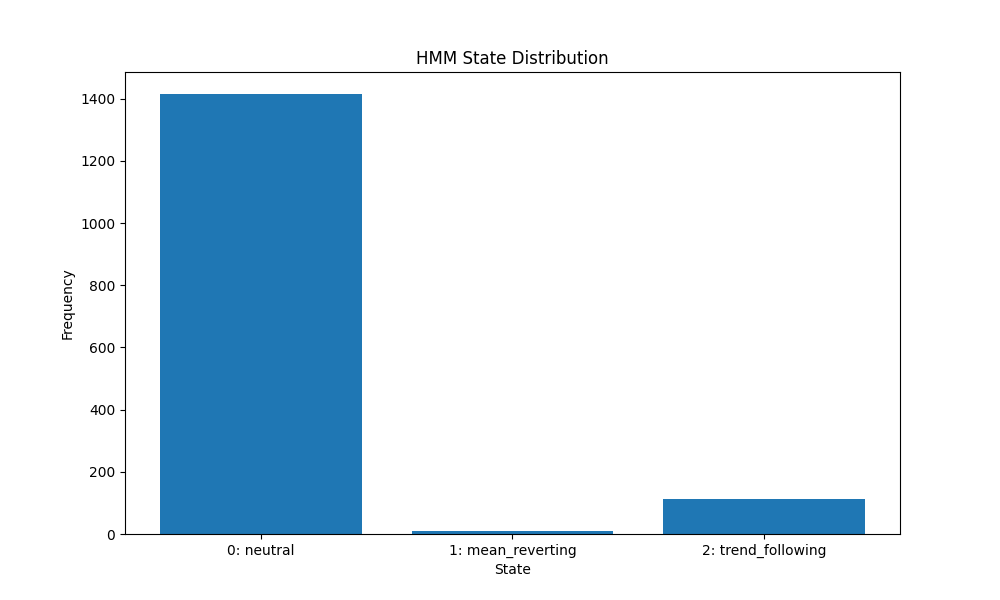 HMM State Distribution
1400
1200
1000
800
600
400
200
0
Frequency
0: neutral
1: mean_reverting
2: trend_following
State